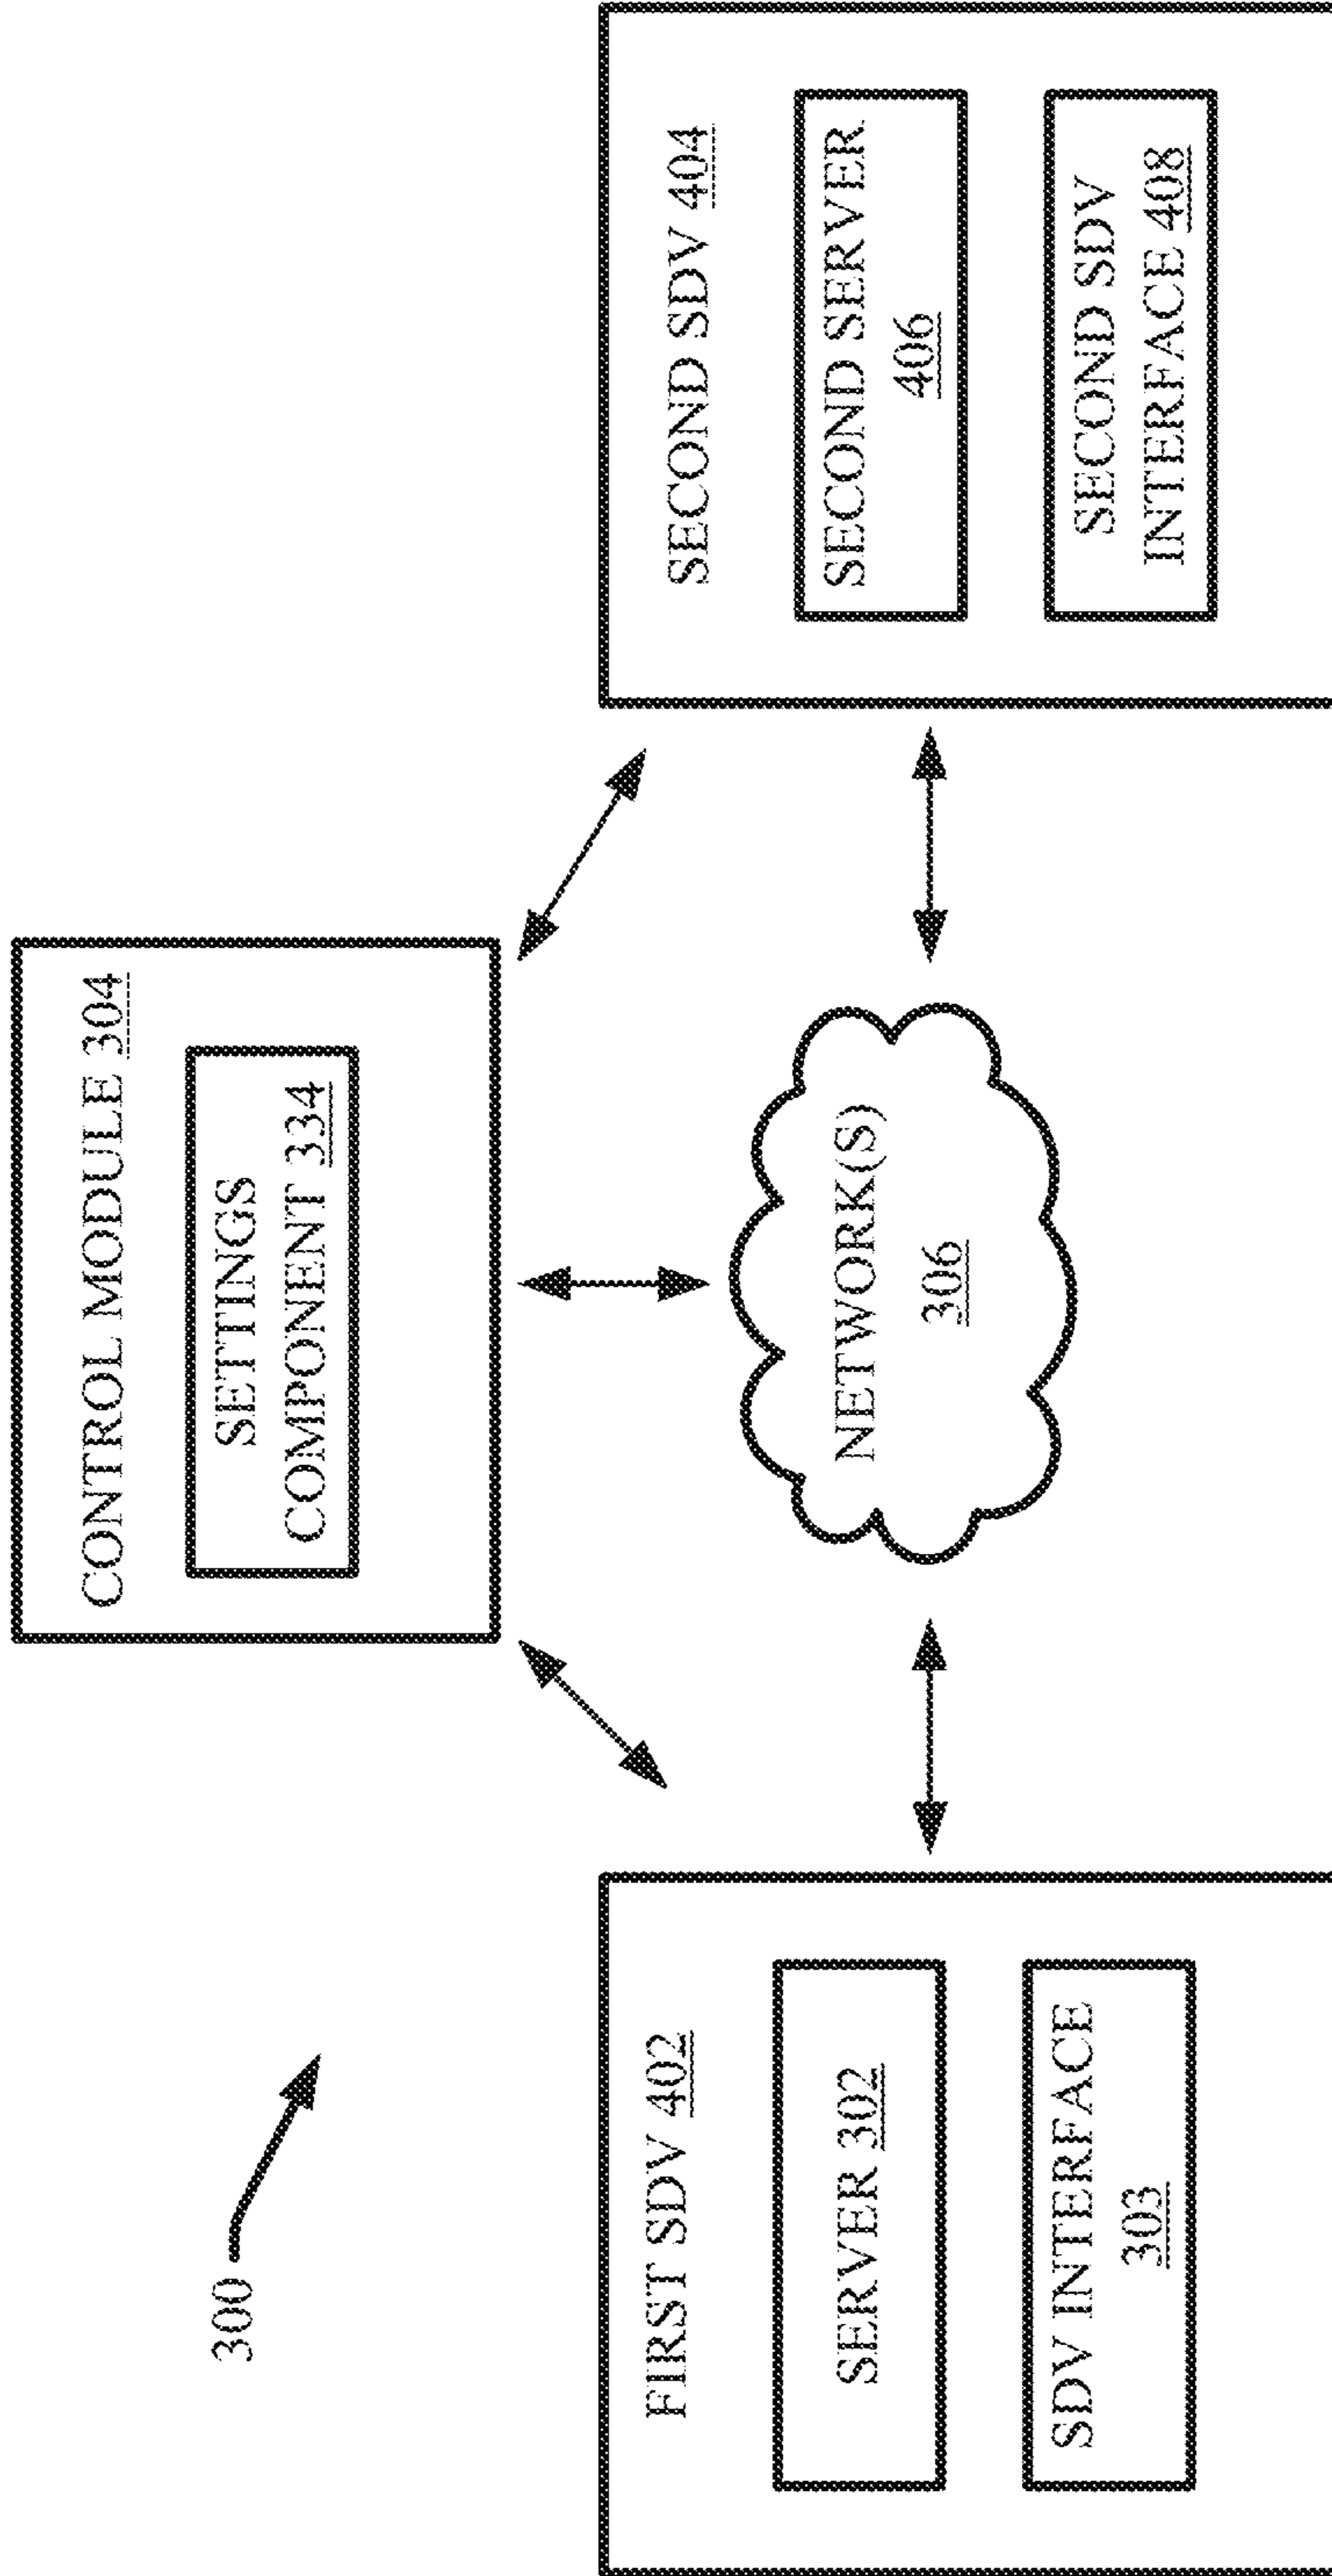 300
CONTROL MODULE 304
SETTINGS
COMPONENT 334
FIRST SDV 402
SERVER 302
SDV INTERFACE
303
NETWORK(S)
306
SECOND SDV 404
SECOND SERVER
406
SECOND SDV
INTERFACE 408